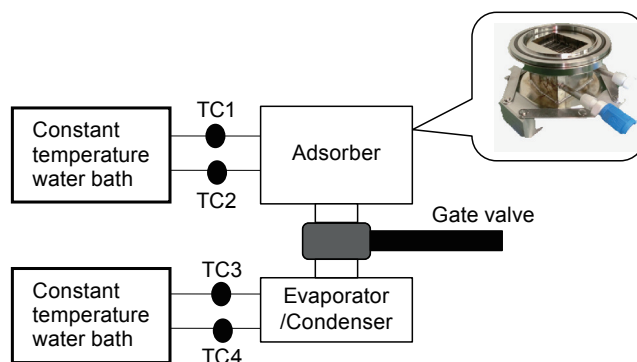 TC1
Constant
temperature
water bath
Adsorber
TC2
Gate valve
TC3
Constant
temperature
water bath
Evaporator
/Condenser
TC4